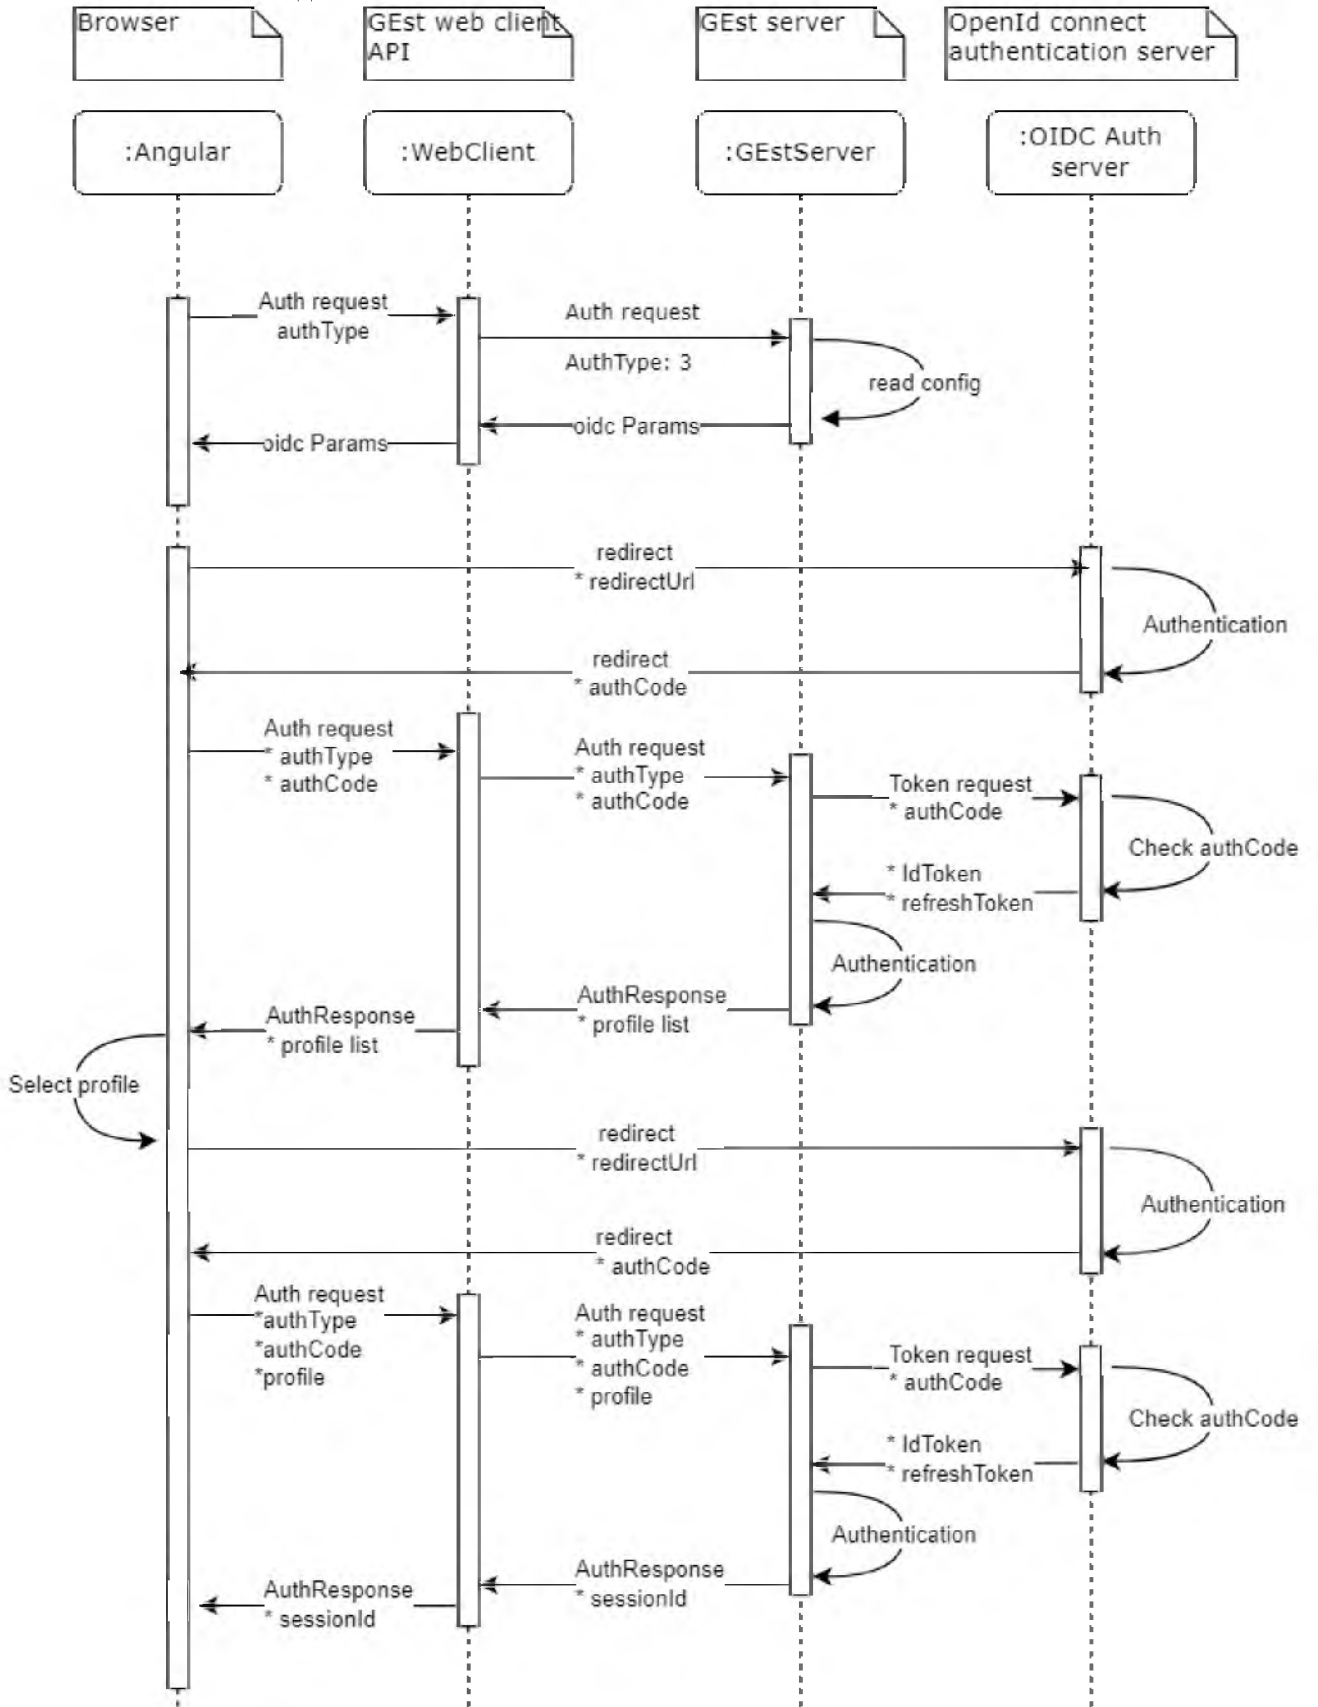 Browser
GEst web client
API
GEst server
OpenId connect
authentication server
:Angular
:WebClient
:GEstServer
:OIDC Auth
server
Auth request
authType
Auth request
AuthType: 3
read config
oidc Params
oidc Params
redirect
* redirectUrl
Authentication
redirect
* authCode
Auth request
* authType
* authCode
Auth request
* authType
* authCode
Token request
* authCode
Check authCode
* IdToken
* refreshToken
Authentication
AuthResponse
* profile list
AuthResponse
* profile list
Select profile
redirect
* redirectUrl
Authentication
redirect
* authCode
Auth request
*authType
*authCode
*profile
Auth request
* authType
* authCode
* profile
Token request
* authCode
Check authCode
* IdToken
* refreshToken
Authentication
AuthResponse
* sessionId
AuthResponse
* sessionId